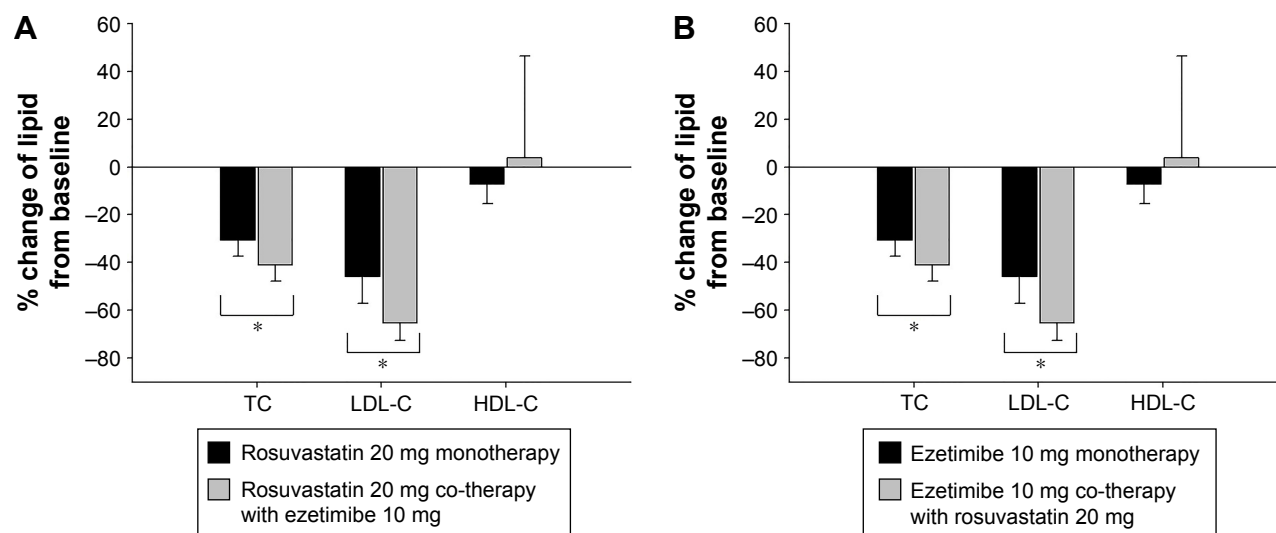 A
% change of lipid
from baseline
60
40
20
0
–20
–40
–60
–80
*
*
TC
LDL-C
HDL-C
Rosuvastatin 20 mg monotherapy
Rosuvastatin 20 mg co-therapy
with ezetimibe 10 mg
B
% change of lipid
from baseline
60
40
20
0
–20
–40
–60
–80
*
*
TC
LDL-C
HDL-C
Ezetimibe 10 mg monotherapy
Ezetimibe 10 mg co-therapy
with rosuvastatin 20 mg